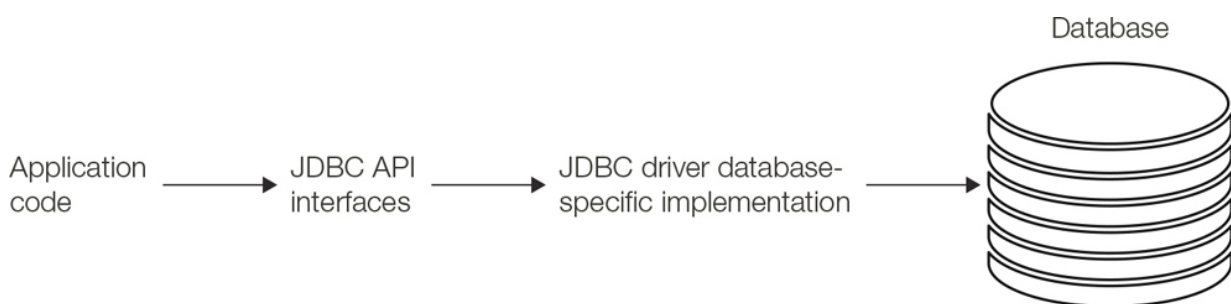 Database
Application
code
JDBC API
interfaces
JDBC driver database-
specific implementation